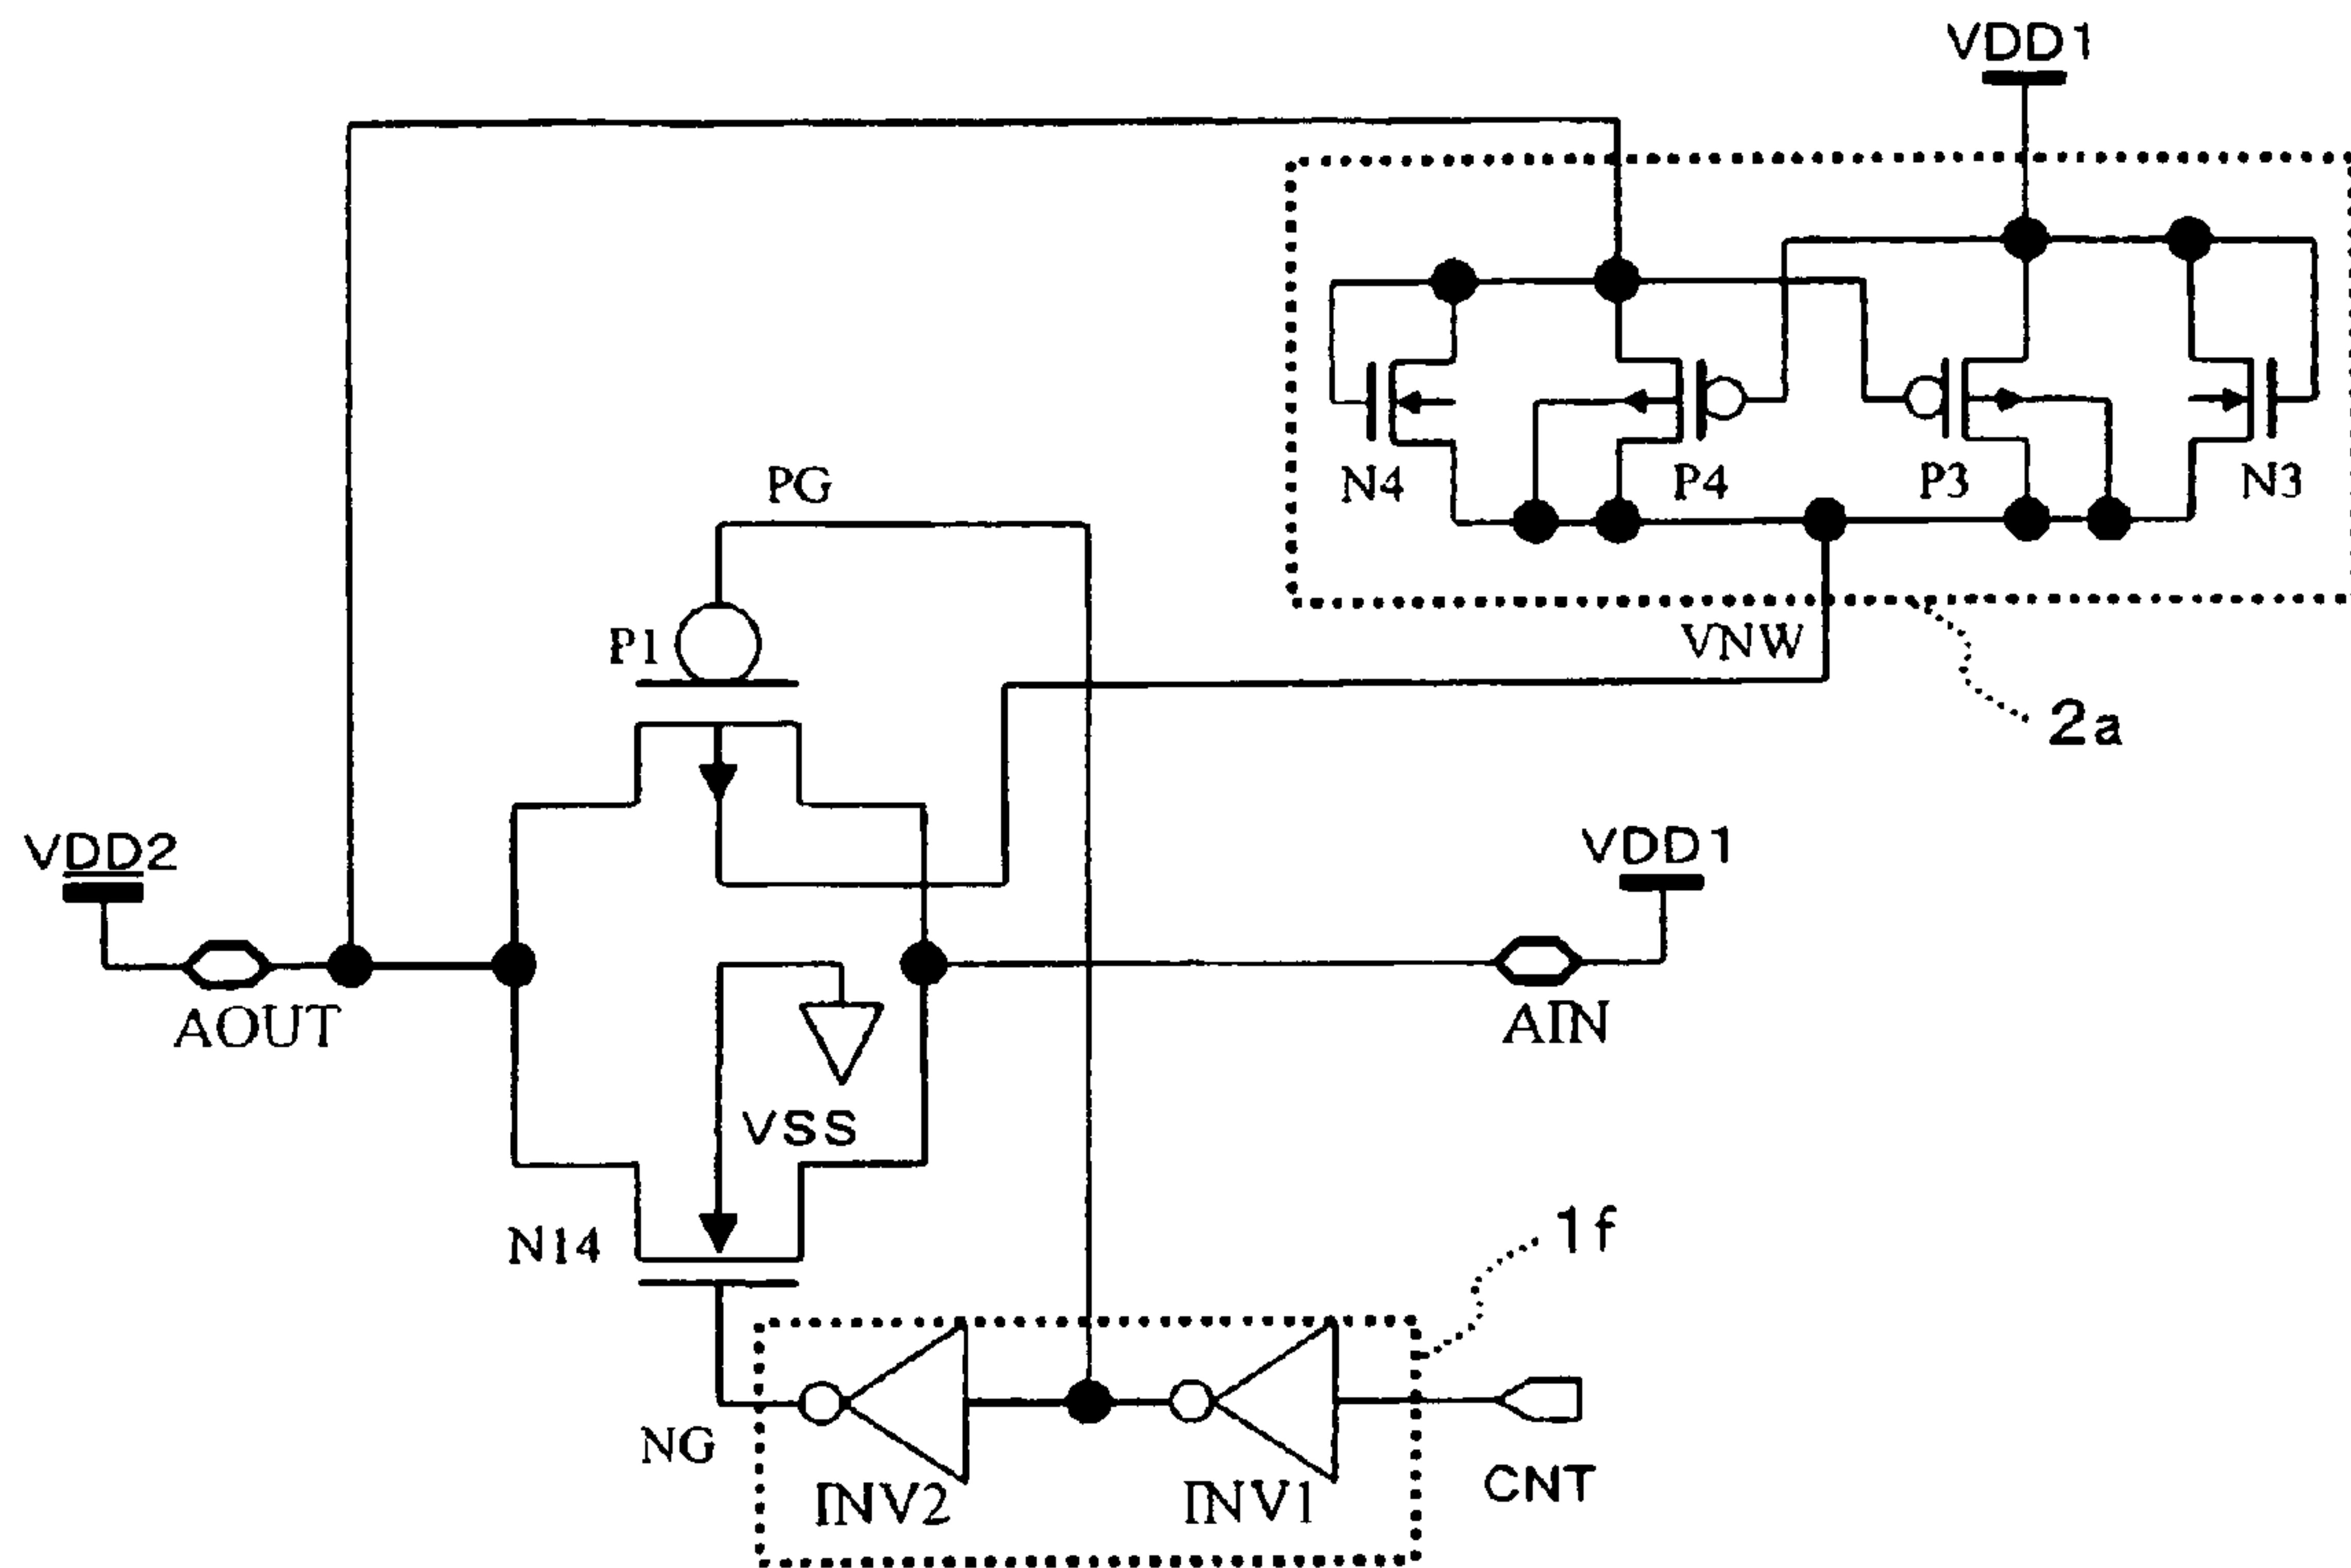 VDD1
N4
P4
P3
N3
PG
P1
VNW
2a
VDD2
VDD1
AOUT
AIN
VSS
N14
1f
NG
INV2
INV1
CNT